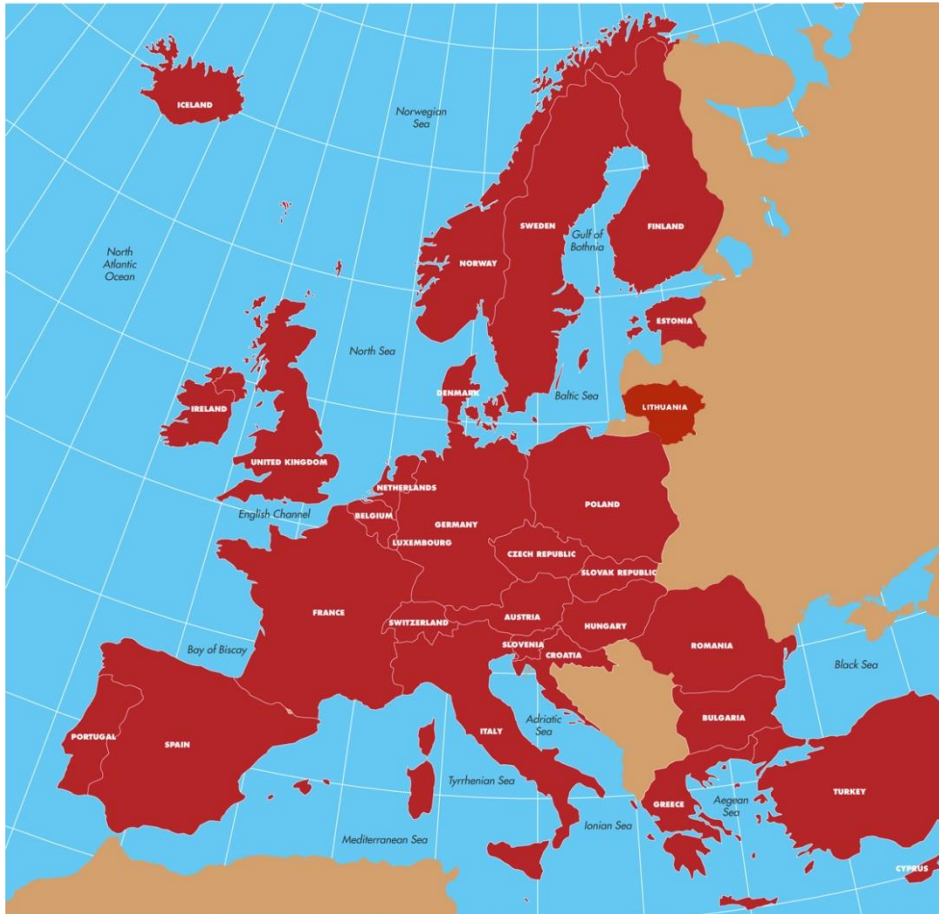 ICELAND
Norwegian
Sea
SWEDEN
FINLAND
Gulf of
Bothnia
NORWAY
North
Atlantic
Ocean
ESTONIA
North Sea
DENMARK
Baltic Sea
LITHUANIA
IRELAND
UNITED KINGDOM
NETHERLANDS
POLAND
English Channel
BELGIUM
GERMANY
LUXEMBOURG
CZECH REPUBLIC
SLOVAK REPUBLIC
FRANCE
SWITZERLAND
AUSTRIA
HUNGARY
SLOVENIA
CROATIA
ROMANIA
Bay of Biscay
Black Sea
BULGARIA
Adriatic
Sea
ITALY
PORTUGAL
SPAIN
Tyrrhenian Sea
TURKEY
GREECE
Aegean
Sea
Ionian Sea
Mediterranean Sea
CYPRUS